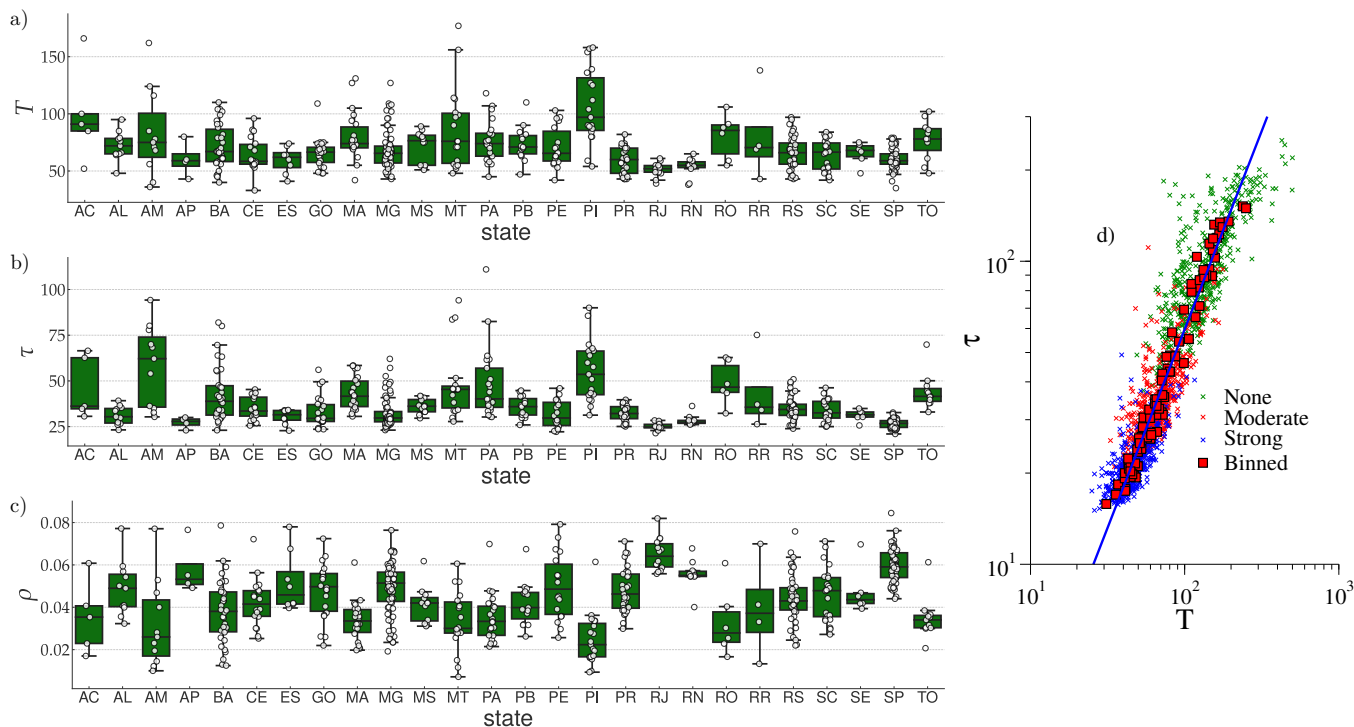 a)
T
150
100
50
AC AL AM AP BA CE ES GO MA MG MS MT PA PB PE PI PR RJ RN RO RR RS SC SE SP TO
state
b)
τ
100
75
50
25
AC AL AM AP BA CE ES GO MA MG MS MT PA PB PE PI PR RJ RN RO RR RS SC SE SP TO
state
c)
ρ
0.08
0.06
0.04
0.02
AC AL AM AP BA CE ES GO MA MG MS MT PA PB PE PI PR RJ RN RO RR RS SC SE SP TO
state
d)
τ
10²
10¹
None
Moderate
Strong
Binned
10¹ 10² 10³
T